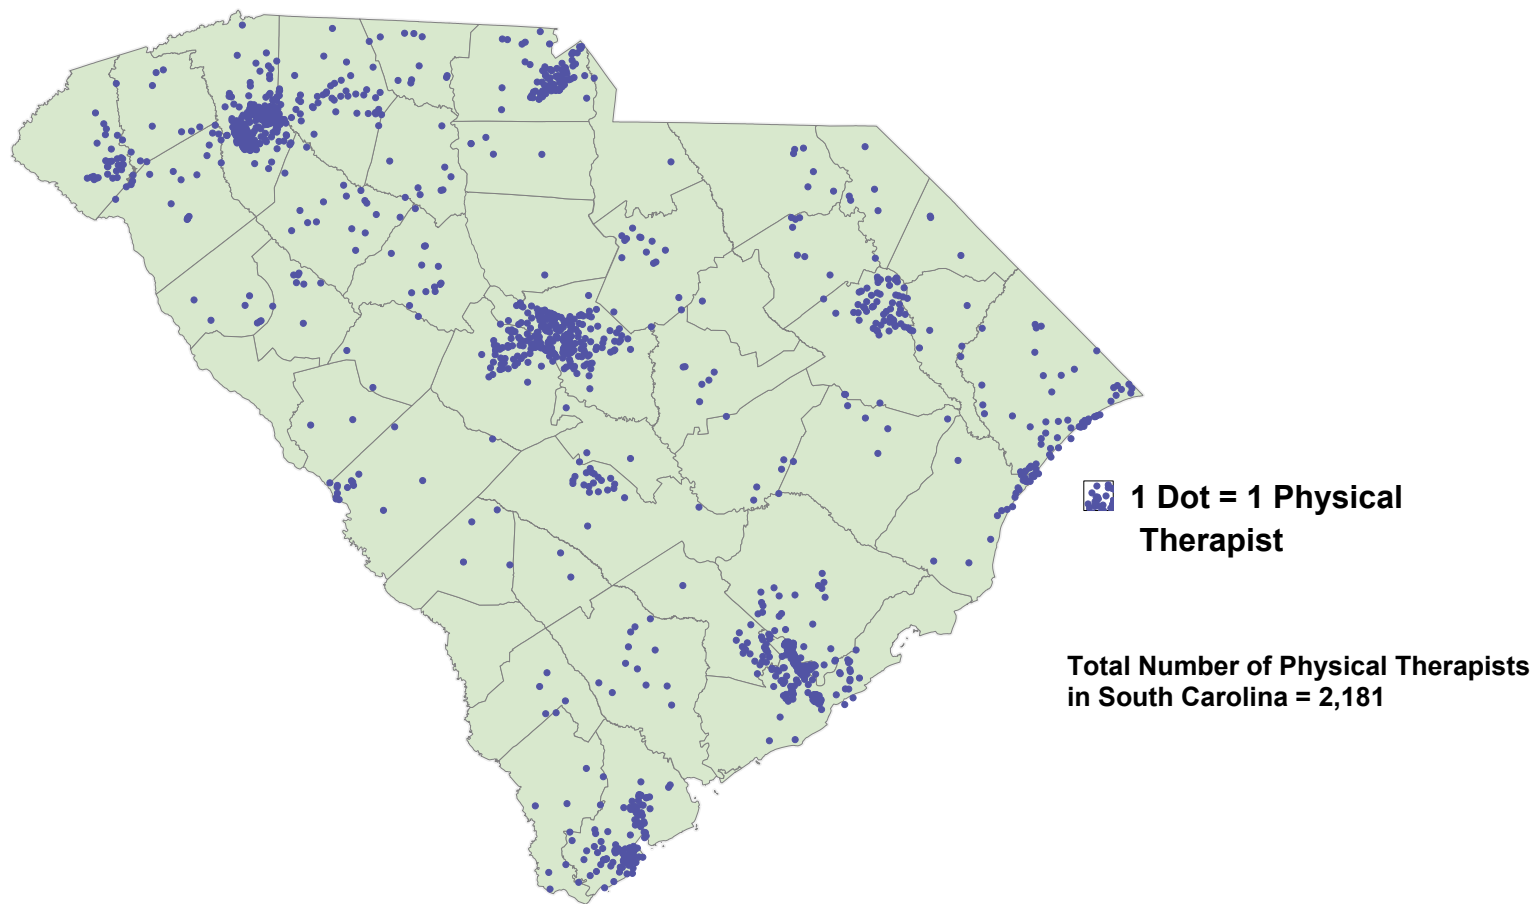 1 Dot = 1 Physical
Therapist
Total Number of Physical Therapists
in South Carolina = 2,181